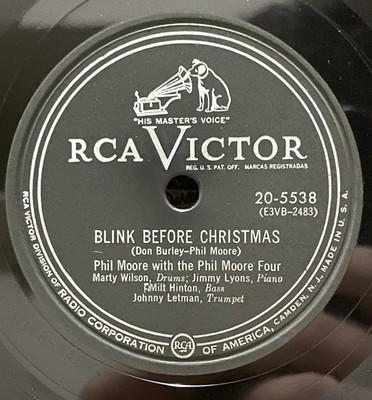 "HIS MASTER'S VOICE"
RCA VICTOR
REG. U. S. PAT. OFF. MARCAS REGISTRADAS
20-5538
(E3VB-2483)
BLINK BEFORE CHRISTMAS
(Don Burley-Phil Moore)
Phil Moore with the Phil Moore Four
Marty Wilson, Drums; Jimmy Lyons, Piano
Milt Hinton, Bass
Johnny Letman, Trumpet
RCA VICTOR DIVISION OF RADIO CORPORATION RCA OF AMERICA, CAMDEN, N. J., MADE IN U. S. A.